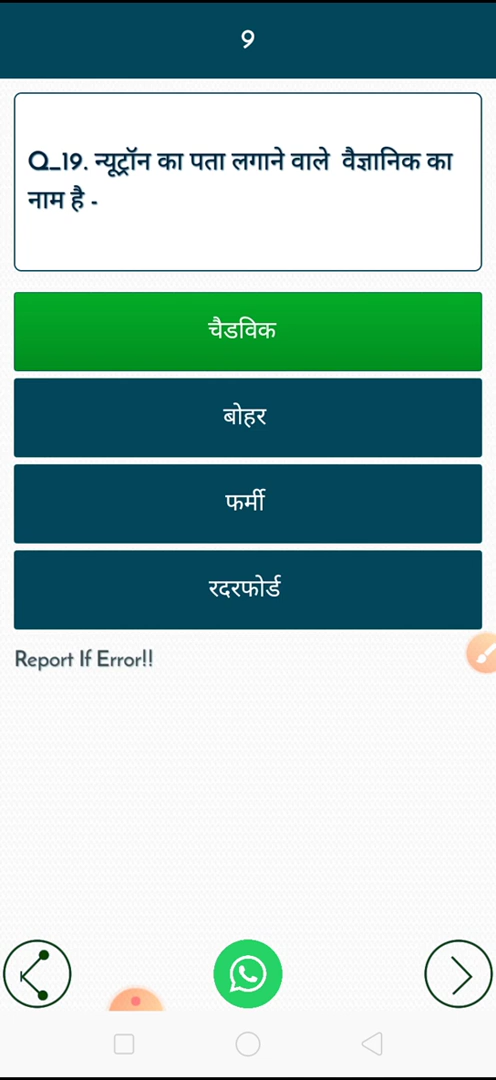 9
Q_19. न्यूट्रॉन का पता लगाने वाले वैज्ञानिक का
नाम है -
चैडविक
बोहर
फर्मी
रदरफोर्ड
Report If Error!!